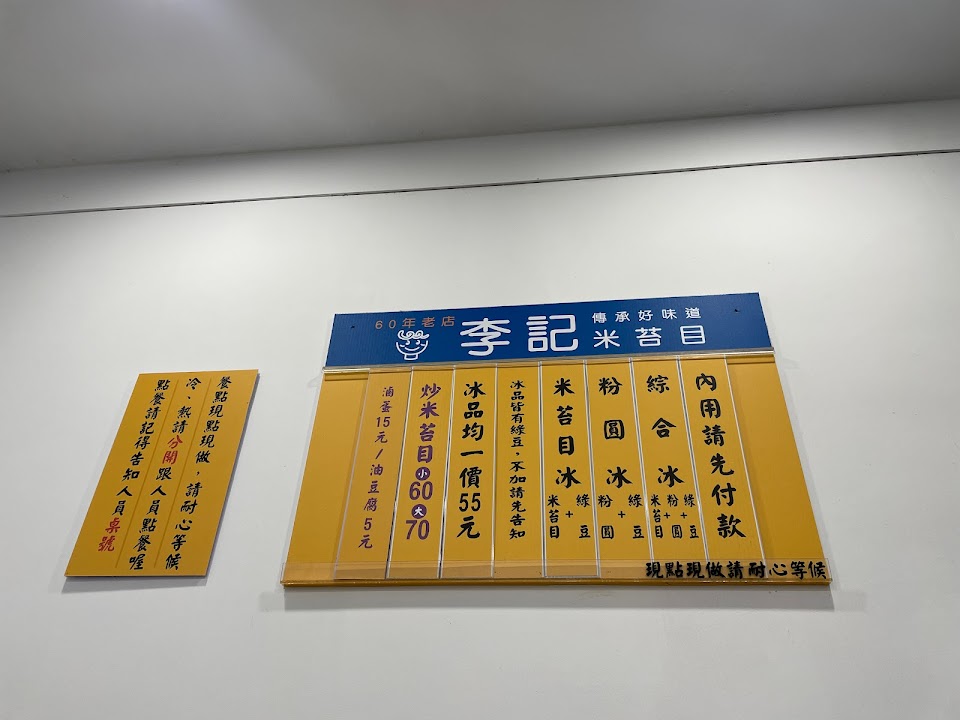 60年老店
李記
傳承好味道
米苔目
內用請先付款
綜合冰
米苔目+粉圓+綠豆
粉圓冰
粉圓+綠豆
米苔目冰
米苔目+綠豆
冰品皆有綠豆，不加請先告知
冰品均一價55元
炒米苔目小60大70
滷蛋15元/油豆腐5元
現點現做請耐心等候
餐點現點現做，請耐心等候
冷、熱請分開跟人員點餐喔
點餐請記得告知人員桌號